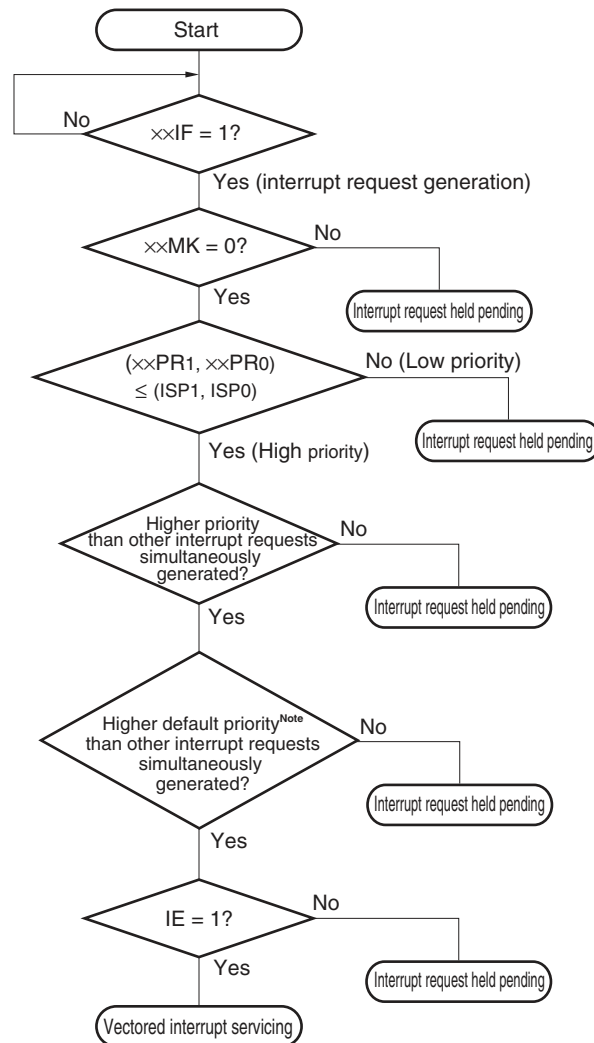 Start
No
××IF = 1?
Yes (interrupt request generation)
××MK = 0?
No
Yes
Interrupt request held pending
(××PR1, ××PR0)
≤ (ISP1, ISP0)
No (Low priority)
Interrupt request held pending
Yes (High priority)
Higher priority
than other interrupt requests
simultaneously
generated?
No
Interrupt request held pending
Yes
Higher default priorityNote
than other interrupt requests
simultaneously
generated?
No
Interrupt request held pending
Yes
IE = 1?
No
Yes
Interrupt request held pending
Vectored interrupt servicing